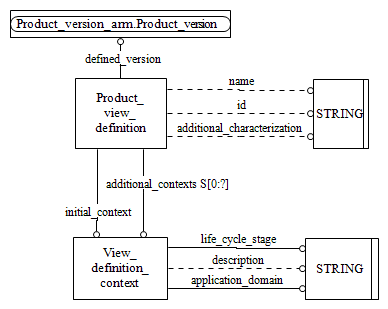 Product_version_arm.Product_version
defined_version
name
Product_
view_
definition
id
STRING
additional_characterization
additional_contexts S[0:?]
initial_context
View_
definition_
context
life_cycle_stage
description
STRING
application_domain